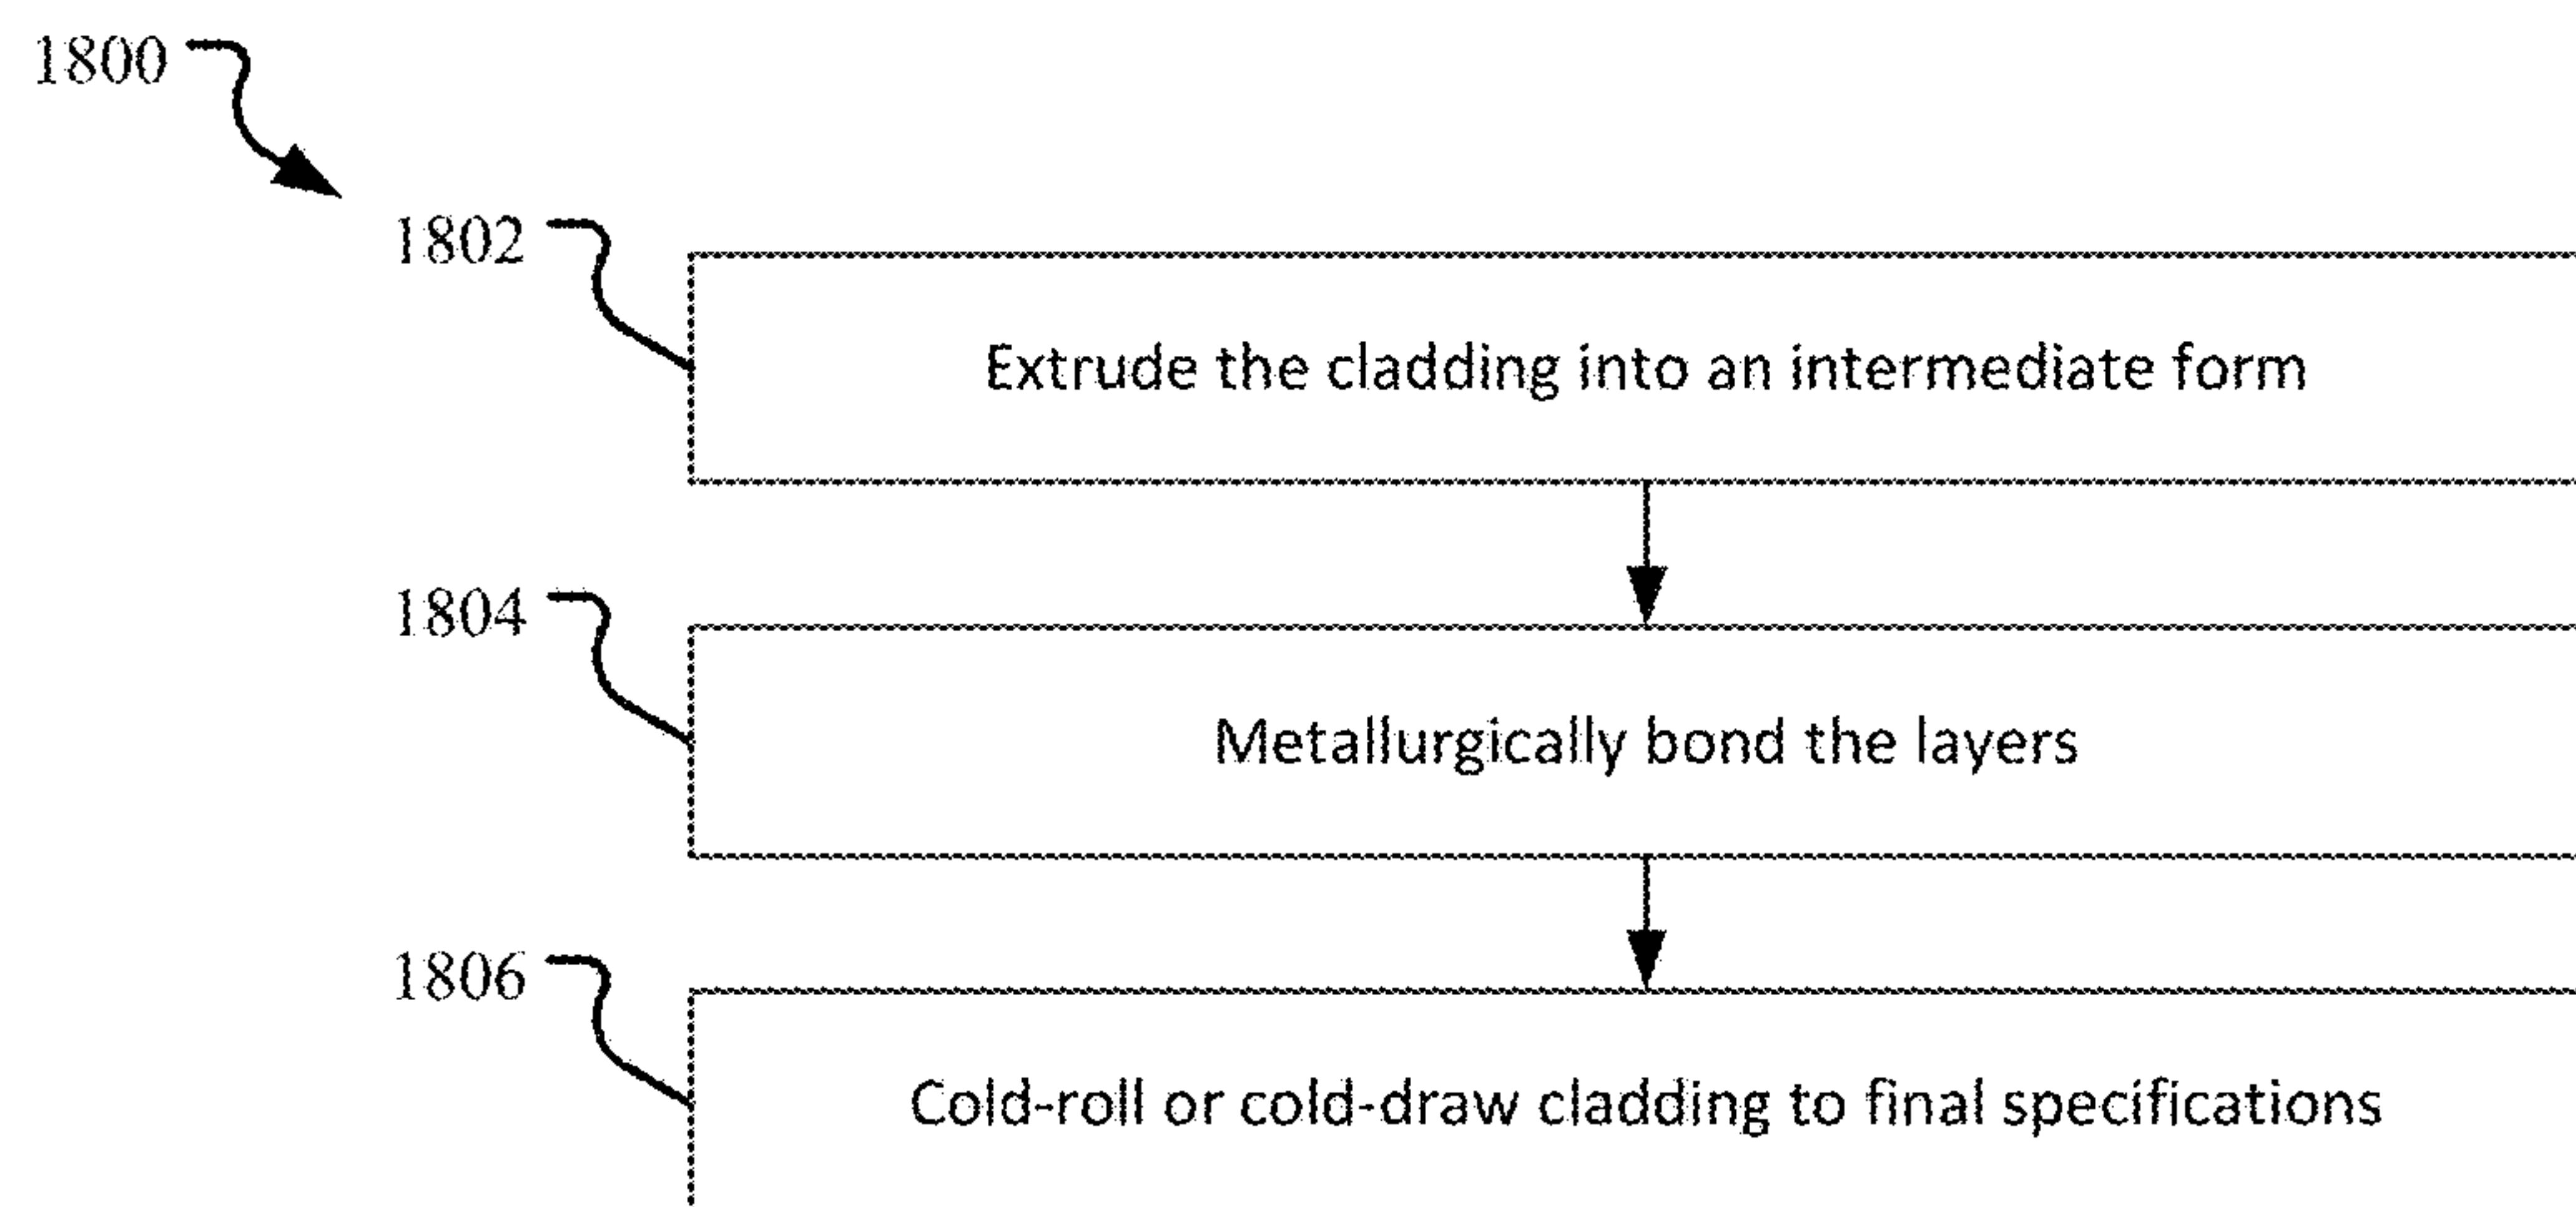 1800
1802
Extrude the cladding into an intermediate form
1804
Metallurgically bond the layers
1806
Cold-roll or cold-draw cladding to final specifications